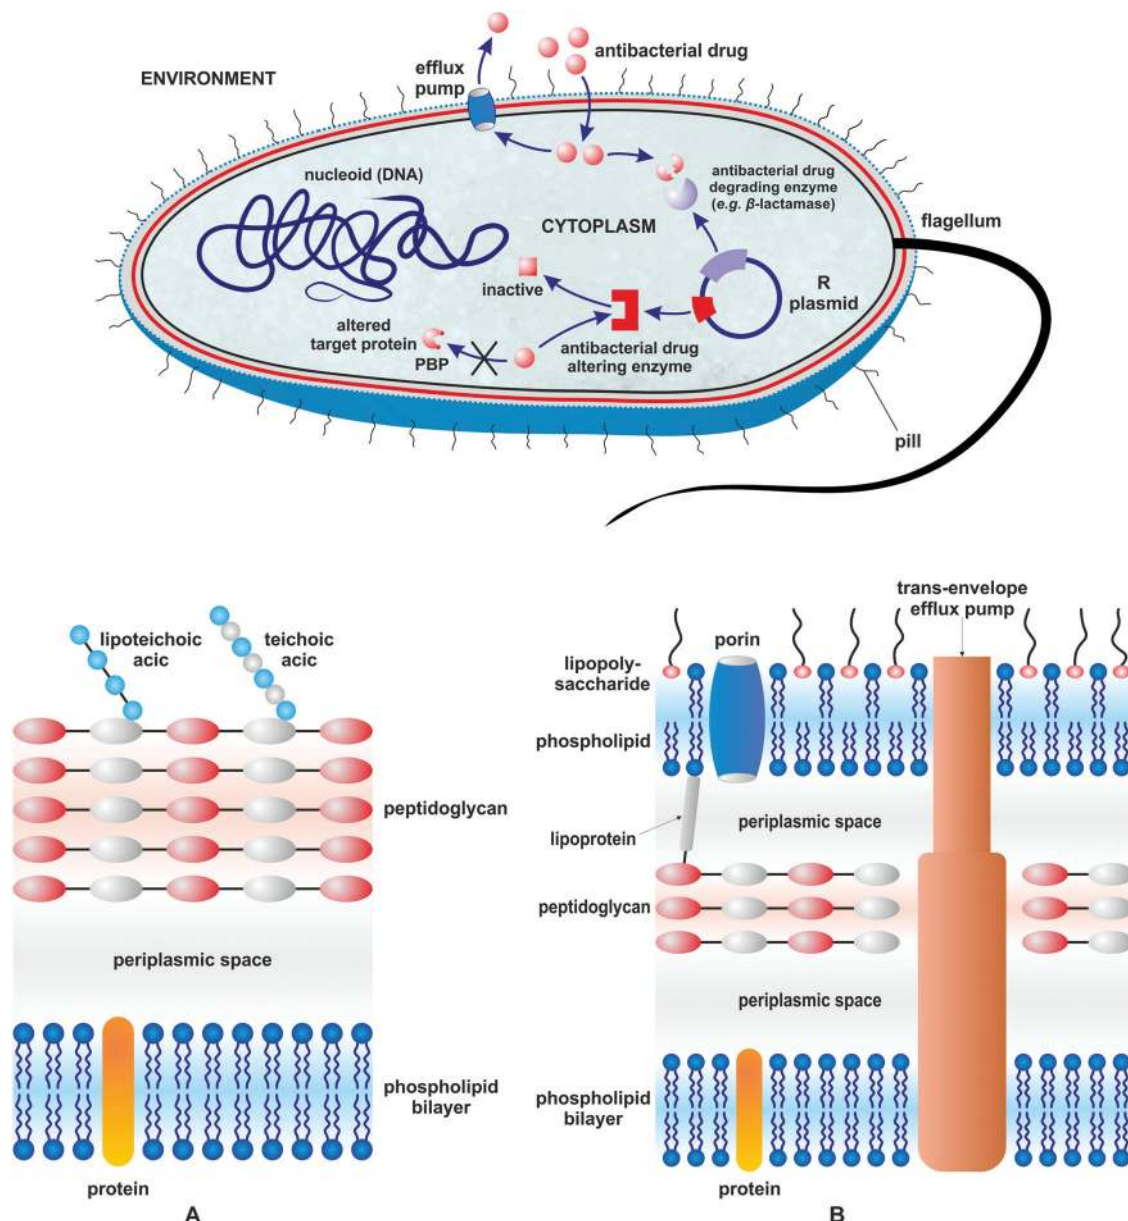 ENVIRONMENT
efflux
pump
antibacterial drug
nucleoid (DNA)
antibacterial drug
degrading enzyme
(e.g. β-lactamase)
CYTOPLASM
flagellum
inactive
R
plasmid
altered
target protein
PBP
antibacterial drug
altering enzyme
pill
lipoteichoic
acic
teichoic
acic
peptidoglycan
periplasmic space
phospholipid
bilayer
protein
A
trans-envelope
efflux pump
porin
lipopoly-
saccharide
phospholipid
periplasmic space
lipoprotein
peptidoglycan
periplasmic space
phospholipid
bilayer
protein
B